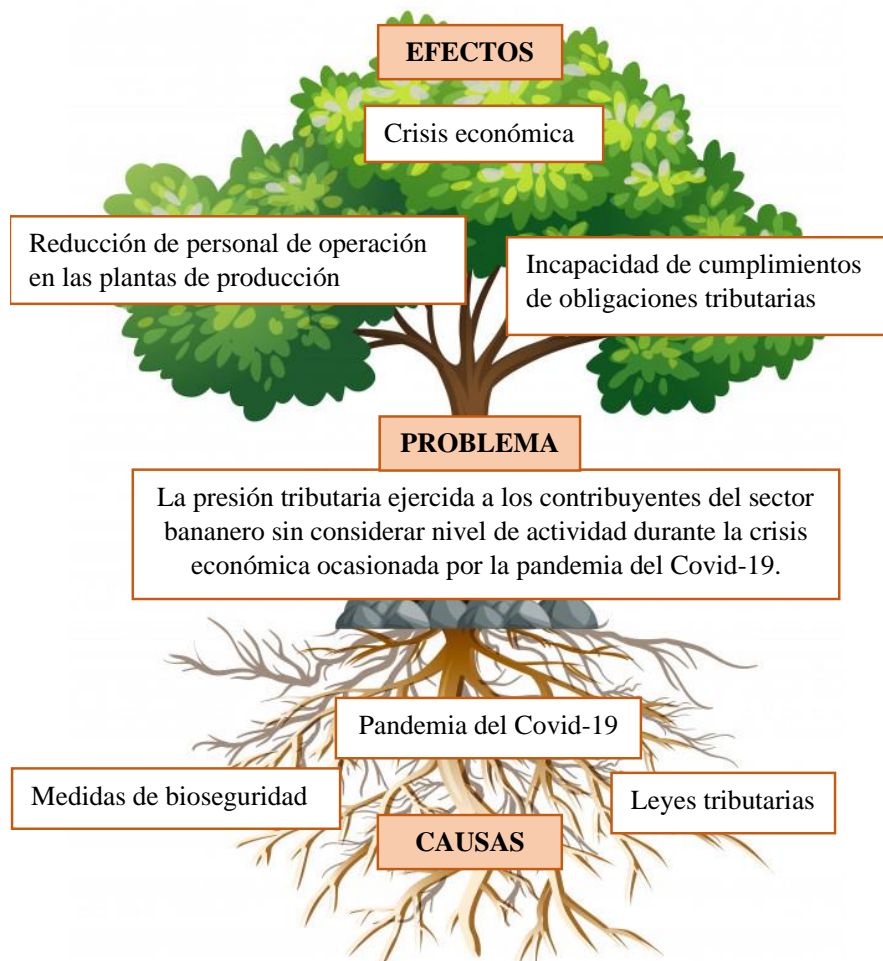 EFECTOS
Crisis económica
Reducción de personal de operación
en las plantas de producción
Incapacidad de cumplimientos
de obligaciones tributarias
PROBLEMA
La presión tributaria ejercida a los contribuyentes del sector
bananero sin considerar nivel de actividad durante la crisis
económica ocasionada por la pandemia del Covid-19.
Pandemia del Covid-19
Medidas de bioseguridad
Leyes tributarias
CAUSAS